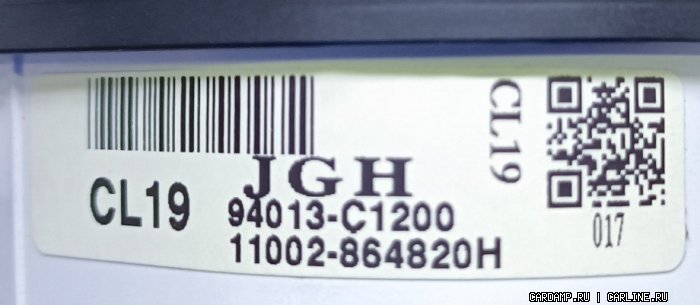 CL19
JGH
CL19
94013-C1200
11002-864820H
017
CARDAMP.RU | CARLINE.RU